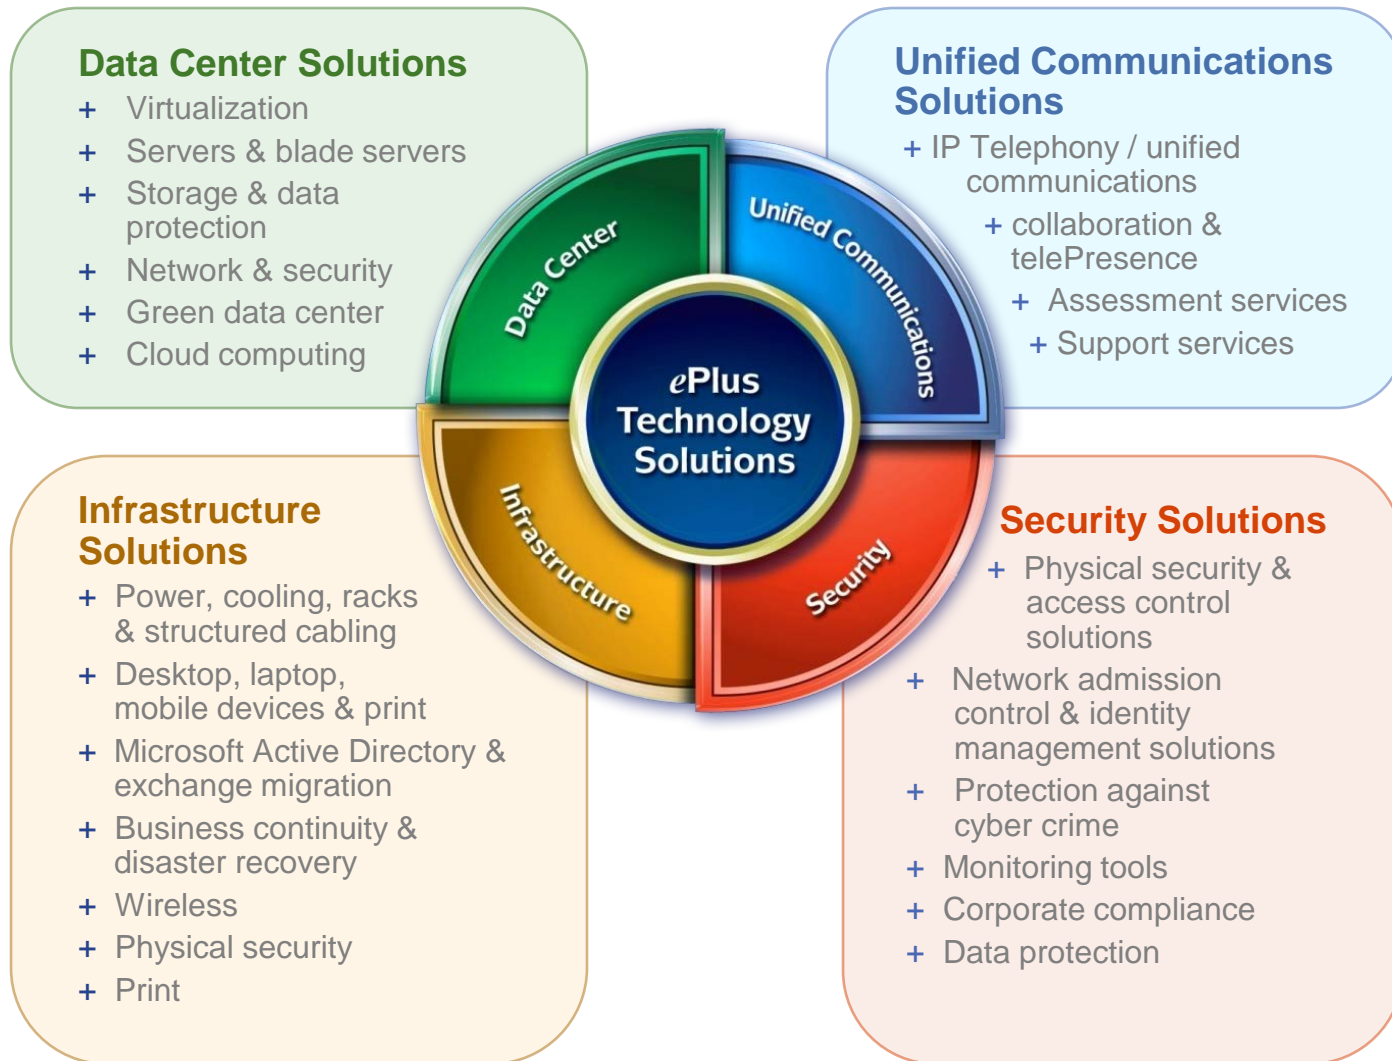 Data Center Solutions
+ Virtualization
+ Servers & blade servers
+ Storage & data
protection
+ Network & security
+ Green data center
+ Cloud computing
Unified Communications
Solutions
+ IP Telephony / unified
communications
+ collaboration &
telePresence
+ Assessment services
+ Support services
Data Center
Unified Communications
ePlus
Technology
Solutions
Infrastructure
Security
Infrastructure
Solutions
+ Power, cooling, racks
& structured cabling
+ Desktop, laptop,
mobile devices & print
+ Microsoft Active Directory &
exchange migration
+ Business continuity &
disaster recovery
+ Wireless
+ Physical security
+ Print
Security Solutions
+ Physical security &
access control
solutions
+ Network admission
control & identity
management solutions
+ Protection against
cyber crime
+ Monitoring tools
+ Corporate compliance
+ Data protection